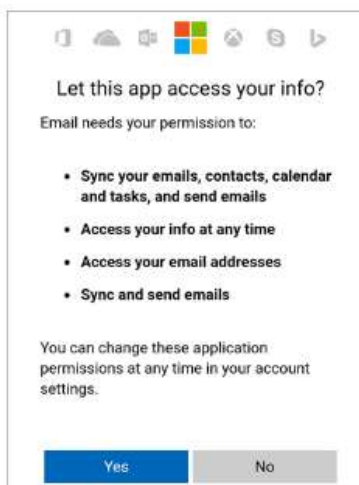 Let this app access your info?
Email needs your permission to:
• Sync your emails, contacts, calendar
and tasks, and send emails
• Access your info at any time
• Access your email addresses
• Sync and send emails
You can change these application
permissions at any time in your account
settings.
Yes No